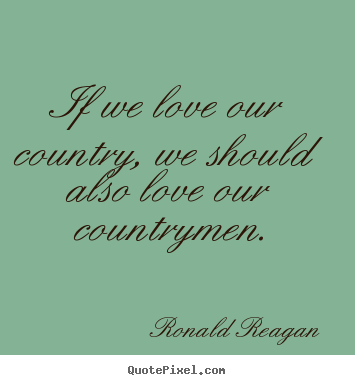 If we love our
country, we should
also love our
countrymen.
Ronald Reagan
QuotePixel.com